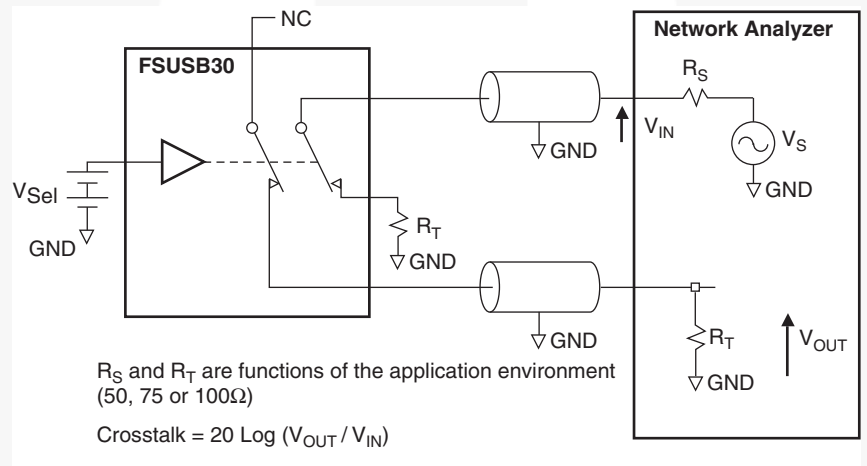 NC
Network Analyzer
FSUSB30
R_S
V_IN
V_S
GND
GND
V_Sel
R_T
GND
GND
GND
R_T
V_OUT
GND
R_S and R_T are functions of the application environment
(50, 75 or 100Ω)
Crosstalk = 20 Log (V_OUT / V_IN)